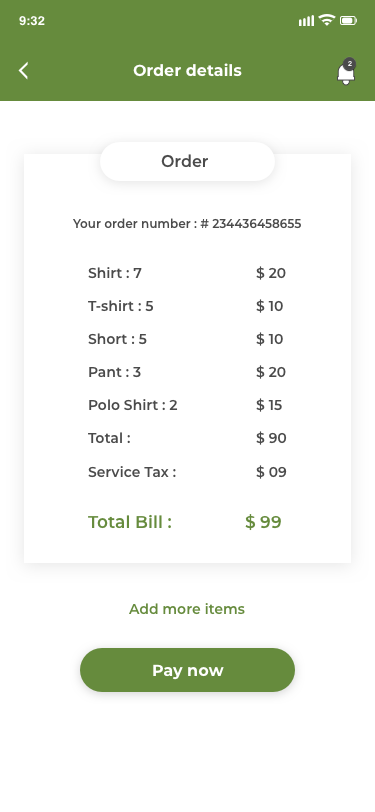 9:32
Order details
2
Order
Your order number : # 234436458655
Shirt : 7 $ 20
T-shirt : 5 $ 10
Short : 5 $ 10
Pant : 3 $ 20
Polo Shirt : 2 $ 15
Total : $ 90
Service Tax : $ 09
Total Bill : $ 99
Add more items
Pay now